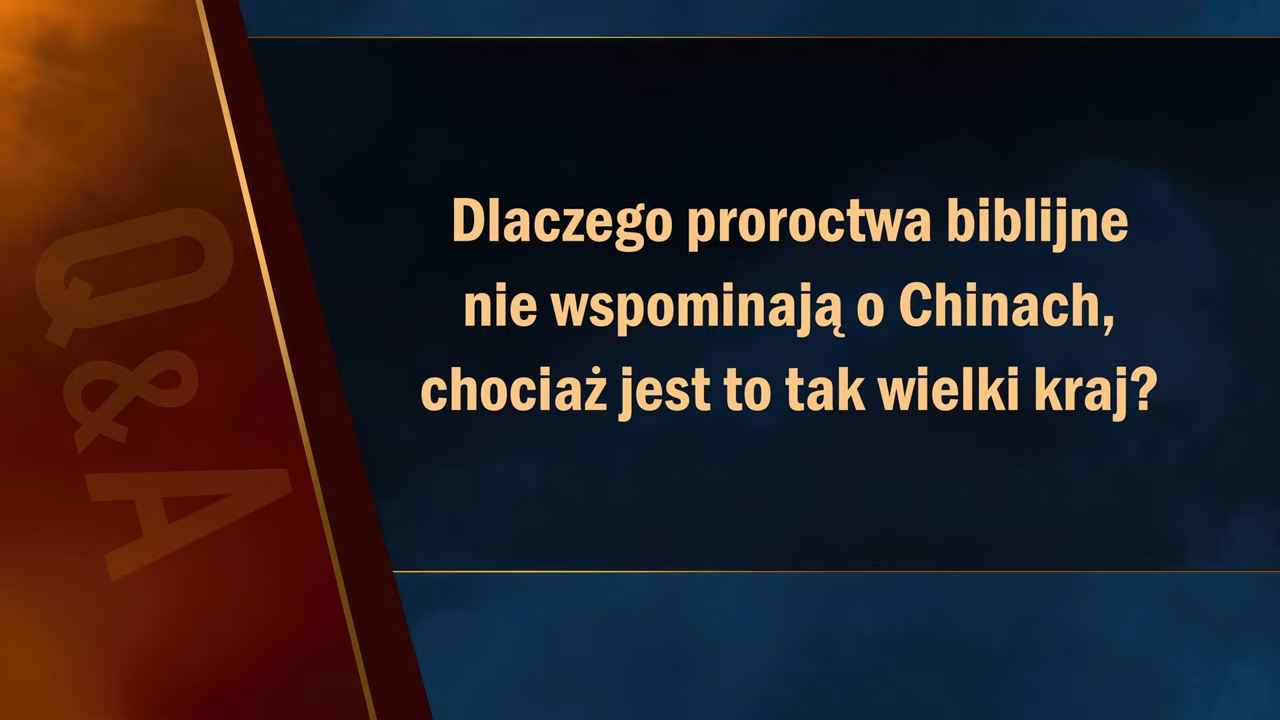 Q&A
Dlaczego proroctwa biblijne
nie wspominają o Chinach,
chociaż jest to tak wielki kraj?